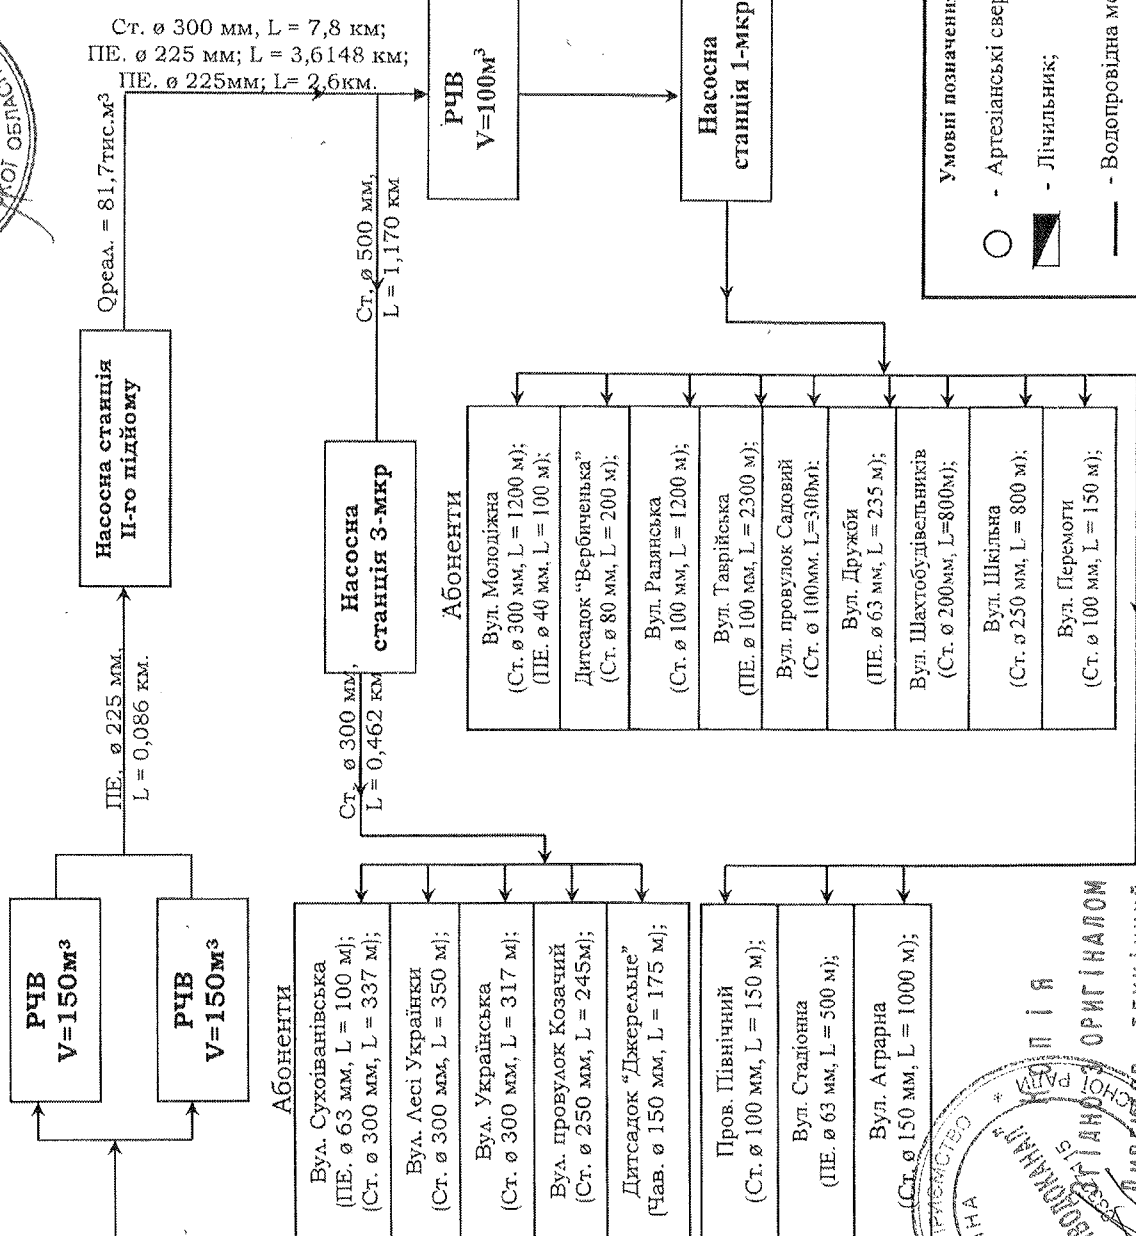 Ст. ø 300 мм, L = 7,8 км;
ПЕ. ø 225 мм; L = 3,6148 км;
ПЕ. ø 225мм; L= 2,6км.
Qреал. = 81,7тис.м³
РЧВ
V=100м³
Насосна
станція 1-мкр
Умовні позначення
- Артезіанські
- Лічильник;
- Водопровідна
Ст. ø 500 мм,
L = 1,170 км
Насосна станція
ІІ-го підйому
Насосна
станція 3-мкр
ПЕ. ø 225 мм,
L = 0,086 км.
Ст. ø 300 мм,
L = 0,462 км
РЧВ
V=150м³
РЧВ
V=150м³
Абоненти
Вул. Молодіжна
(Ст. ø 300 мм, L = 1200 м);
(ПЕ. ø 40 мм. L = 100 м);
Дитсадок “Вербиченька”
(Ст. ø 80 мм, L = 200 м);
Вул. Радянська
(Ст. ø 100 мм, L = 1200 м);
Вул. Таврійська
(ПЕ. ø 100 мм, L = 2300 м);
Вул. провулок Садовий
(Ст. ø 100мм. L=300м);
Вул. Дружби
(ПЕ. ø 63 мм, L = 235 м);
Вул. Шахтобудівельників
(Ст. ø 200мм, L=800м);
Вул. Шкільна
(Ст. ø 250 мм, L = 800 м);
Вул. Перемоги
(Ст. ø 100 мм, L = 150 м);
Абоненти
Вул. Сухоіванівська
(ПЕ. ø 63 мм, L = 100 м);
(Ст. ø 300 мм, L = 337 м);
Вул. Лесі Українки
(Ст. ø 300 мм, L = 350 м);
Вул. Українська
(Ст. ø 300 мм, L = 317 м);
Вул. провулок Козачий
(Ст. ø 250 мм, L = 245м);
Дитсадок “Джерельце”
(Чав. ø 150 мм, L = 175 м);
Пров. Північний
(Ст. ø 100 мм, L = 150 м);
Вул. Стадіонна
(ПЕ. ø 63 мм, L = 500 м);
Вул. Аграрна
(Ст. ø 150 мм, L = 1000 м);
Копія
З ОРИГІНАЛОМ
ВОДОКАНАЛ”